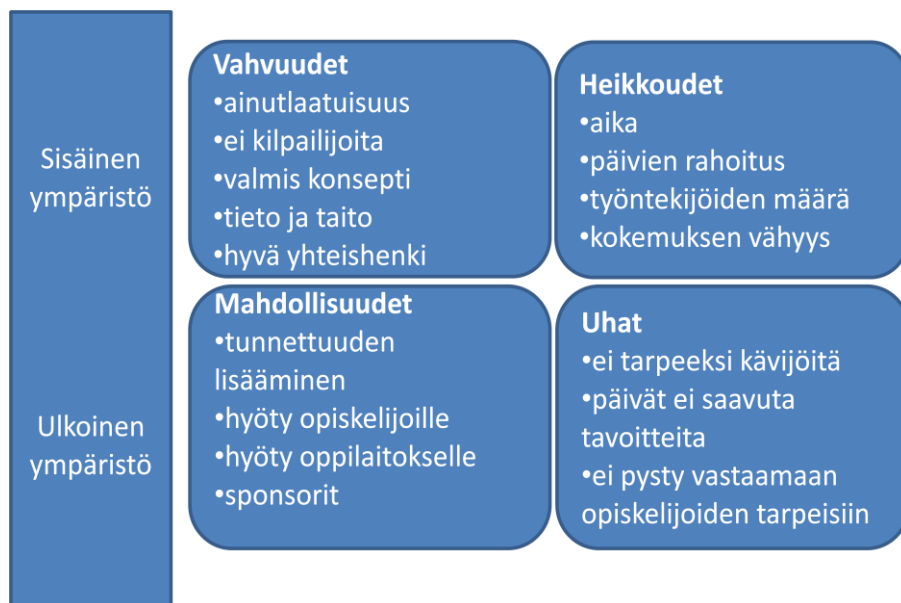 Sisäinen
ympäristö
Vahvuudet
•ainutlaatuisuus
•ei kilpailijoita
•valmis konsepti
•tieto ja taito
•hyvä yhteishenki
Heikkoudet
•aika
•päivien rahoitus
•työntekijöiden määrä
•kokemuksen vähyys
Ulkoinen
ympäristö
Mahdollisuudet
•tunnettuuden
lisääminen
•hyöty opiskelijoille
•hyöty oppilaitokselle
•sponsorit
Uhat
•ei tarpeeksi kävijöitä
•päivät ei saavuta
tavoitteita
•ei pysty vastaamaan
opiskelijoiden tarpeisiin